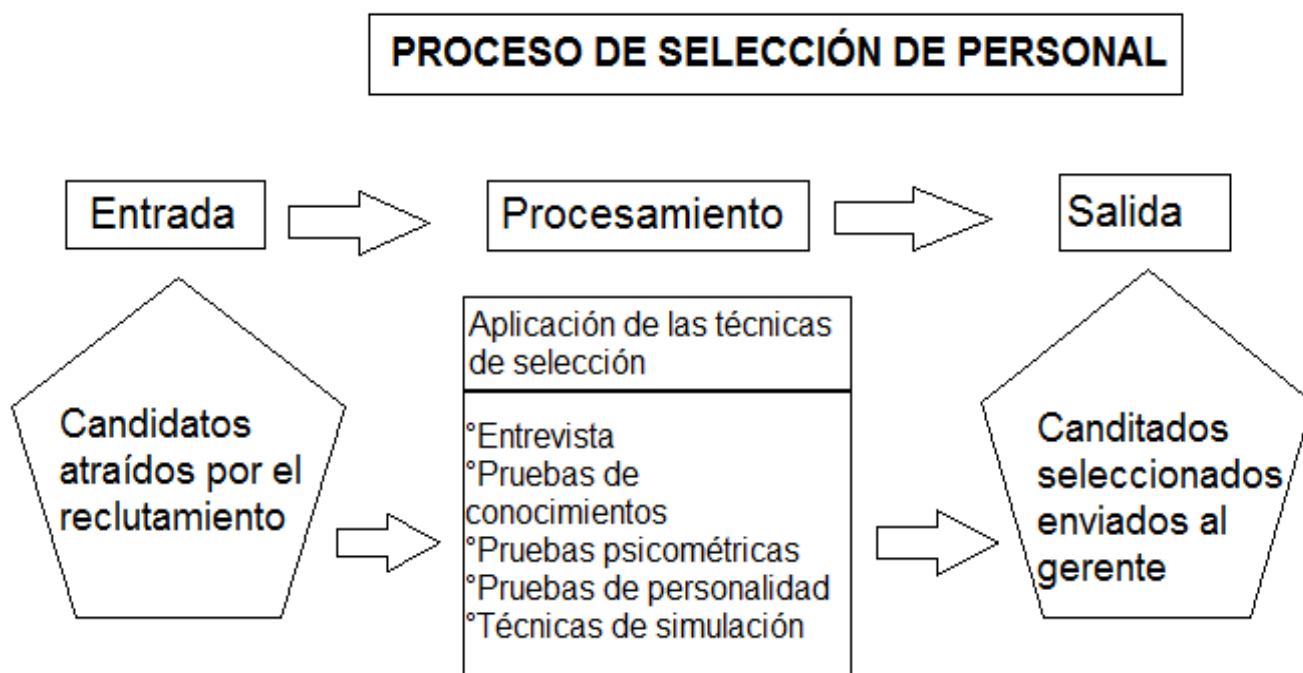 PROCESO DE SELECCIÓN DE PERSONAL
Entrada
Procesamiento
Salida
Candidatos
atraídos por el
reclutamiento
Aplicación de las técnicas
de selección
°Entrevista
°Pruebas de
conocimientos
°Pruebas psicométricas
°Pruebas de personalidad
°Técnicas de simulación
Canditados
seleccionados
enviados al
gerente